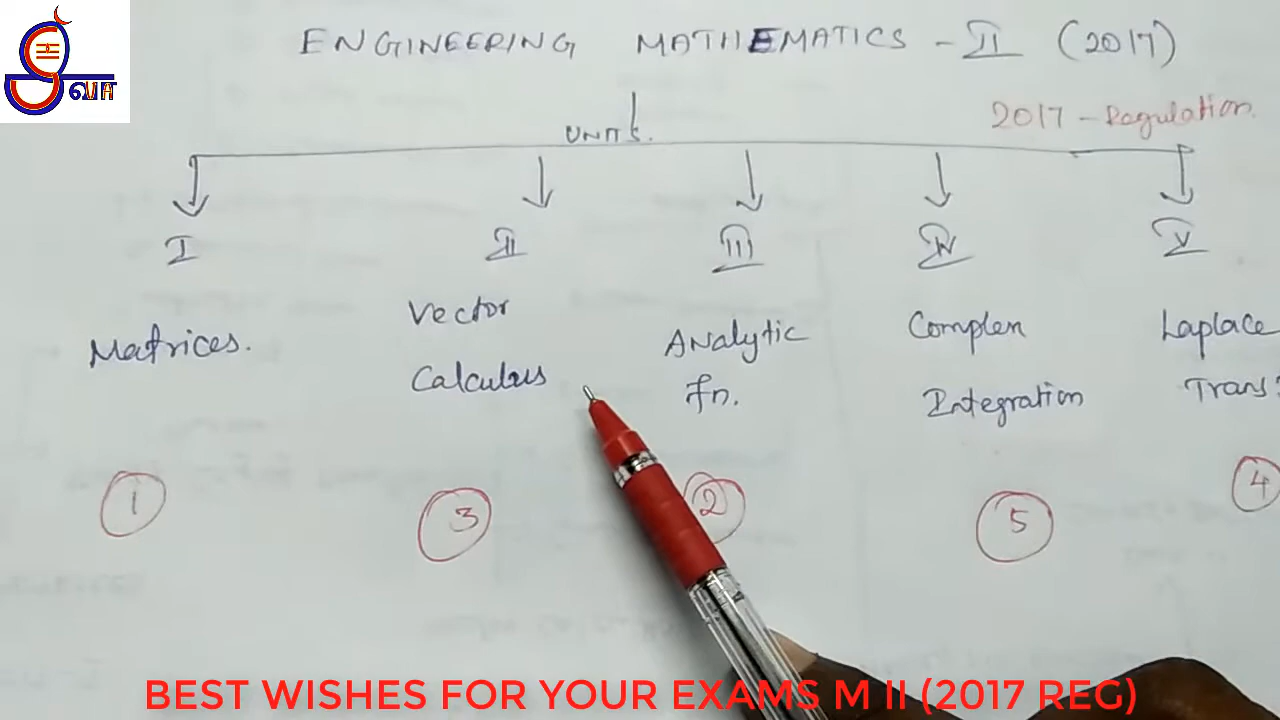 சிவா
ENGINEERING MATHEMATICS - II (2017)
2017 - Regulation.
UNITS.
I II III IV V
Matrices.
Vector
Calculus
Analytic
fn.
Complex
Integration
Laplace
Trans
1 3 2 5 4
BEST WISHES FOR YOUR EXAMS M II (2017 REG)